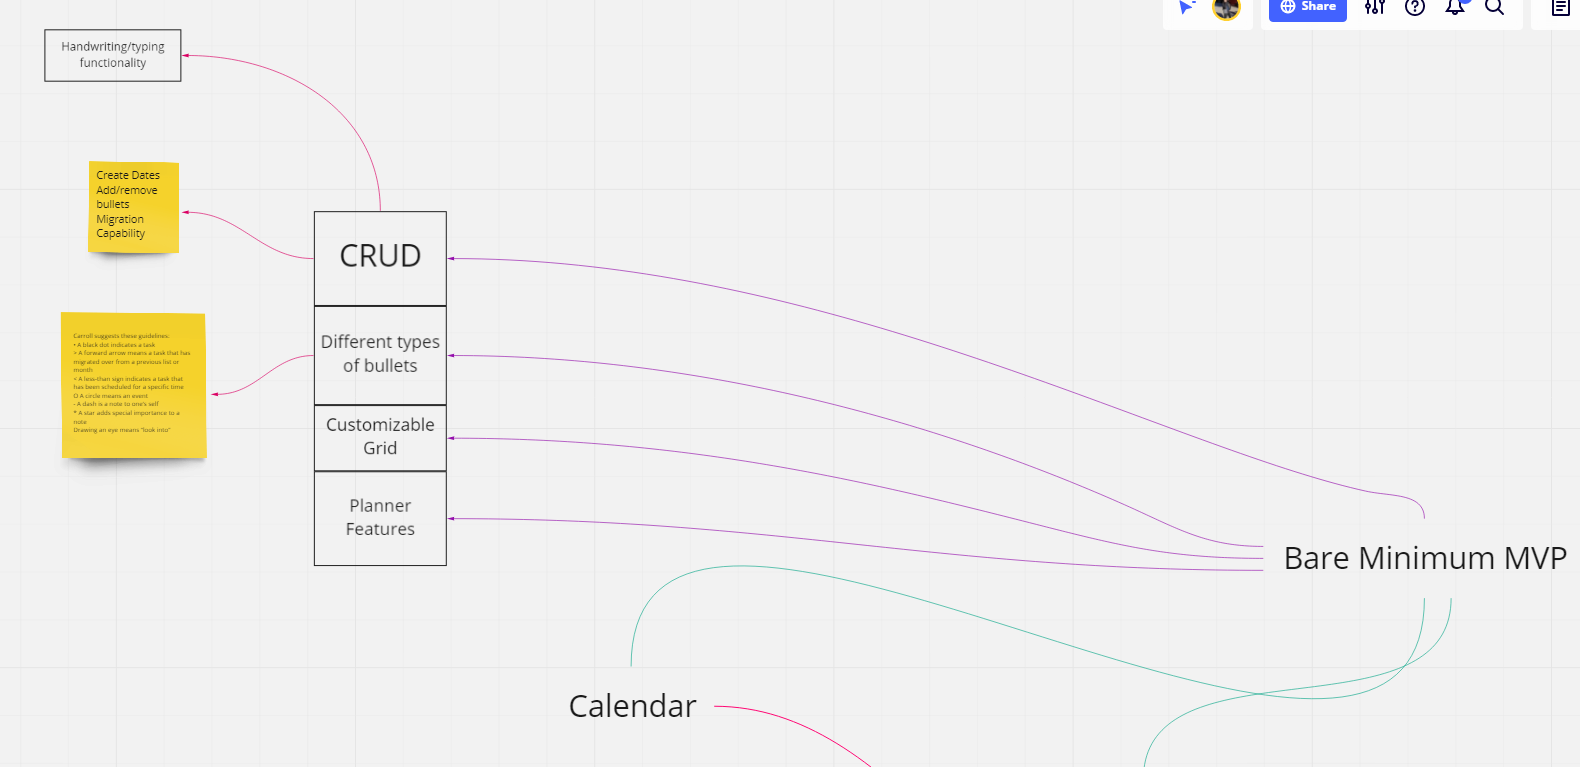 Share
Handwriting/typing
functionality
Create Dates
Add/remove
bullets
Migration
Capability
CRUD
Different types
of bullets
Customizable
Grid
Planner
Features
Carroll suggests these guidelines:
• A black dot indicates a task
> A forward arrow means a task that has
migrated over from a previous list or
month
< A less-than sign indicates a task that
has been scheduled for a specific time
O A circle means an event
- A dash is a note to one's self
* A star adds special importance to a
note
Drawing an eye means "look into"
Bare Minimum MVP
Calendar